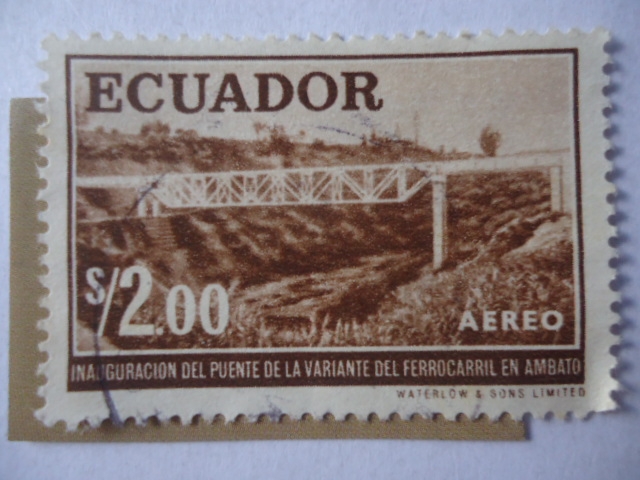 ECUADOR
S/2.00
AEREO
INAUGURACION DEL PUENTE DE LA VARIANTE DEL FERROCARRIL EN AMBATO
WATERLOW & SONS LIMITED